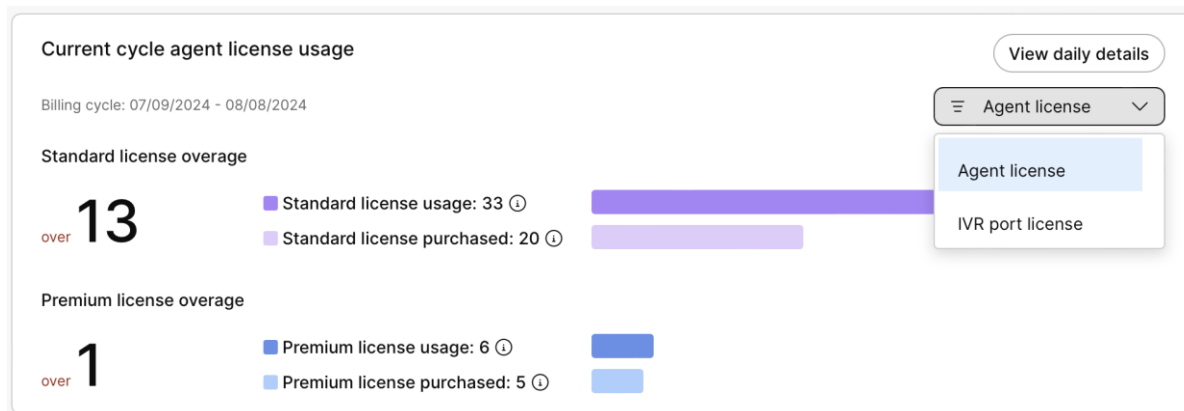 Current cycle agent license usage
View daily details
Billing cycle: 07/09/2024 - 08/08/2024
Agent license
Agent license
IVR port license
Standard license overage
over 13
Standard license usage: 33
Standard license purchased: 20
Premium license overage
over 1
Premium license usage: 6
Premium license purchased: 5